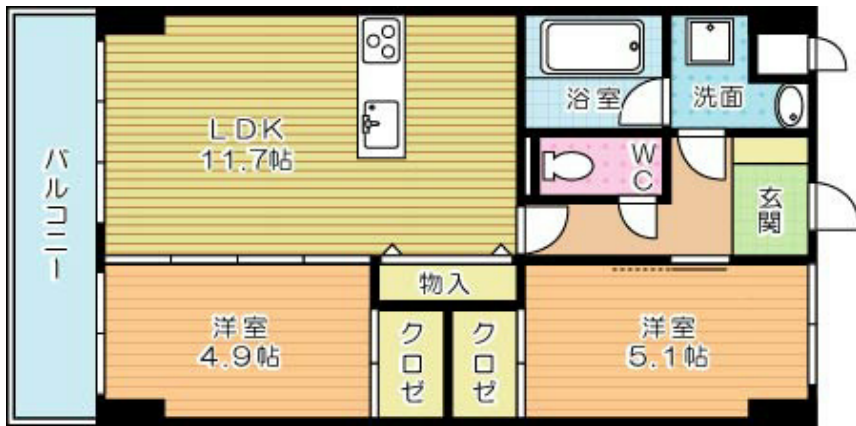 バルコニー
LDK
11.7帖
浴室
洗面
WC
玄関
物入
洋室
4.9帖
クロゼ
クロゼ
洋室
5.1帖